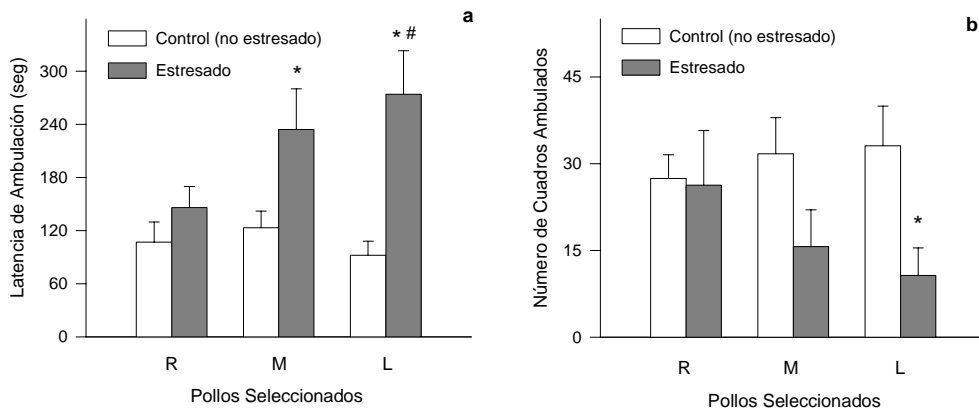 a
Control (no estresado)
Estresado
Latencia de Ambulación (seg)
300
240
180
120
60
0
*
* #
R M L
Pollos Seleccionados
b
Control (no estresado)
Estresado
Número de Cuadros Ambulados
45
30
15
0
*
R M L
Pollos Seleccionados